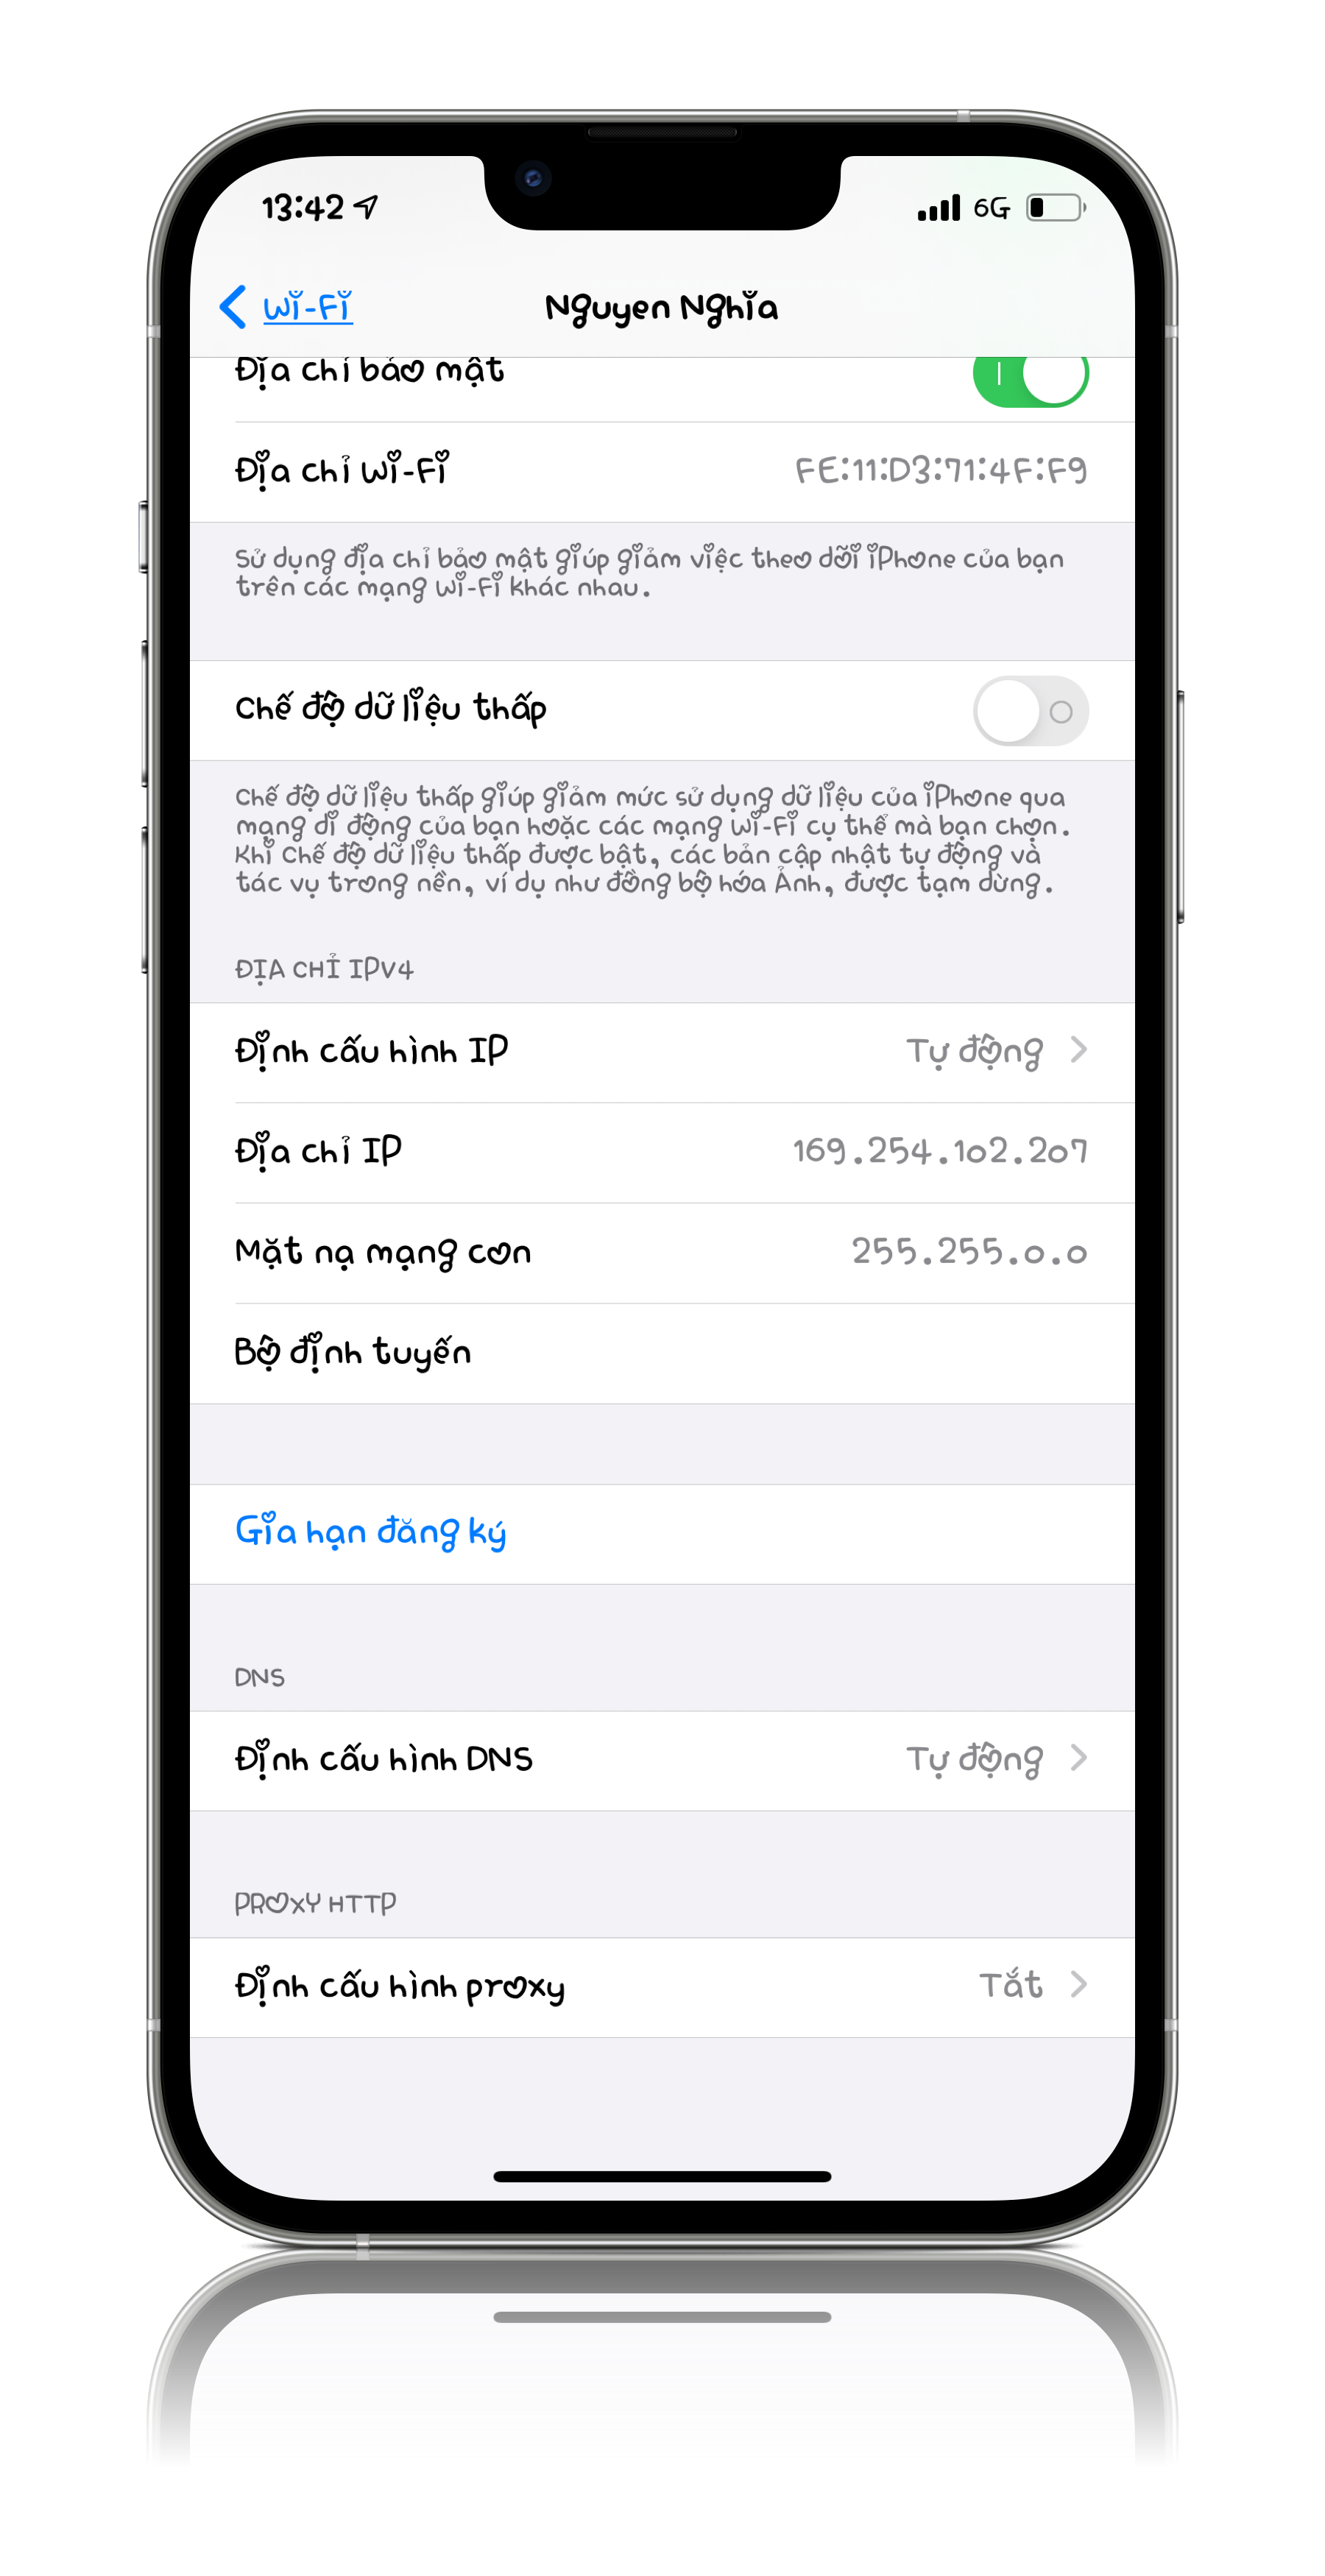 13:42 6G
Wi-Fi Nguyen Nghia
Địa chỉ bảo mật
Địa chỉ Wi-Fi FE:11:D3:71:4F:F9
Sử dụng địa chỉ bảo mật giúp giảm việc theo dõi iPhone của bạn
trên các mạng Wi-Fi khác nhau.
Chế độ dữ liệu thấp
Chế độ dữ liệu thấp giúp giảm mức sử dụng dữ liệu của iPhone qua
mạng di động của bạn hoặc các mạng Wi-Fi cụ thể mà bạn chọn.
Khi Chế độ dữ liệu thấp được bật, các bản cập nhật tự động và
tác vụ trong nền, ví dụ như đồng bộ hóa Ảnh, được tạm dừng.
ĐỊA CHỈ IPV4
Định cấu hình IP Tự động
Địa chỉ IP 169.254.102.207
Mặt nạ mạng con 255.255.0.0
Bộ định tuyến
Gia hạn đăng ký
DNS
Định cấu hình DNS Tự động
PROXY HTTP
Định cấu hình proxy Tắt